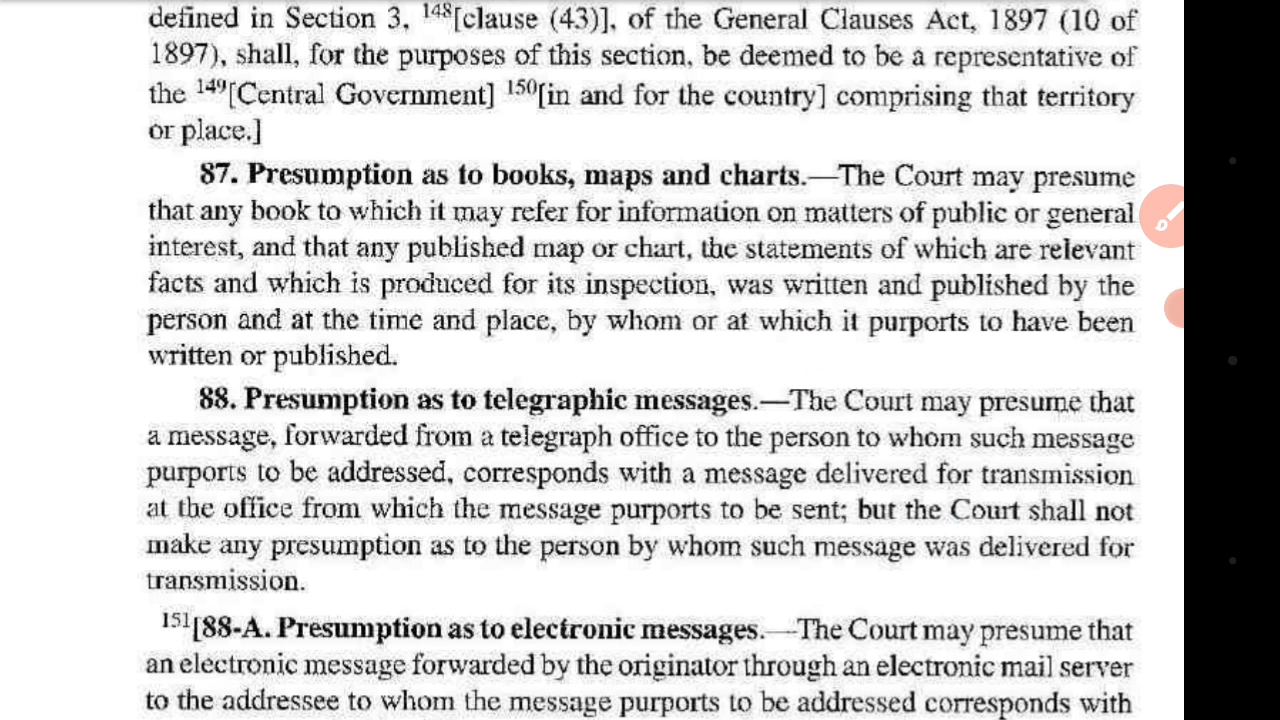 defined in Section 3, 148[clause (43)], of the General Clauses Act, 1897 (10 of
1897), shall, for the purposes of this section, be deemed to be a representative of
the 149[Central Government] 150[in and for the country] comprising that territory
or place.]
87. Presumption as to books, maps and charts.—The Court may presume
that any book to which it may refer for information on matters of public or general
interest, and that any published map or chart, the statements of which are relevant
facts and which is produced for its inspection, was written and published by the
person and at the time and place, by whom or at which it purports to have been
written or published.
88. Presumption as to telegraphic messages.—The Court may presume that
a message, forwarded from a telegraph office to the person to whom such message
purports to be addressed, corresponds with a message delivered for transmission
at the office from which the message purports to be sent; but the Court shall not
make any presumption as to the person by whom such message was delivered for
transmission.
151[88-A. Presumption as to electronic messages.—The Court may presume that
an electronic message forwarded by the originator through an electronic mail server
to the addressee to whom the message purports to be addressed corresponds with